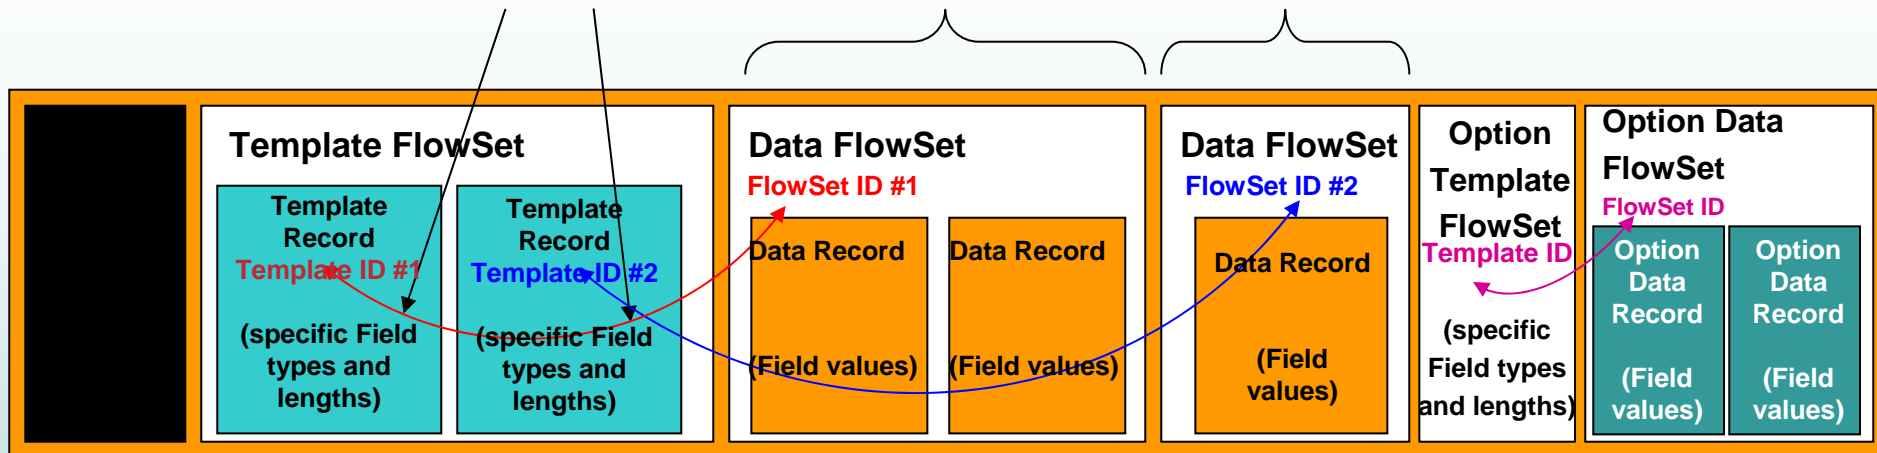 Template FlowSet
Template
Record
Template ID #1
(specific Field
types and
lengths)
Template
Record
Template ID #2
(specific Field
types and
lengths)
Data FlowSet
FlowSet ID #1
Data Record
(Field values)
Data Record
(Field values)
Data FlowSet
FlowSet ID #2
Data Record
(Field
values)
Option
Template
FlowSet
Template ID
(specific
Field types
and lengths)
Option Data
FlowSet
FlowSet ID
Option
Data
Record
(Field
values)
Option
Data
Record
(Field
values)